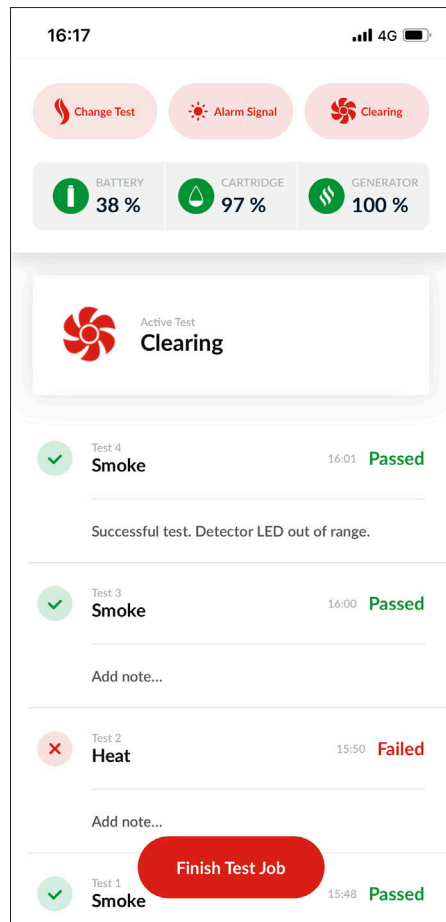 16:17
4G
Change Test
Alarm Signal
Clearing
BATTERY
38 %
CARTRIDGE
97 %
GENERATOR
100 %
Active Test
Clearing
Test 4
Smoke
16:01 Passed
Successful test. Detector LED out of range.
Test 3
Smoke
16:00 Passed
Add note...
Test 2
Heat
15:50 Failed
Add note...
Finish Test Job
Test 1
Smoke
15:48 Passed